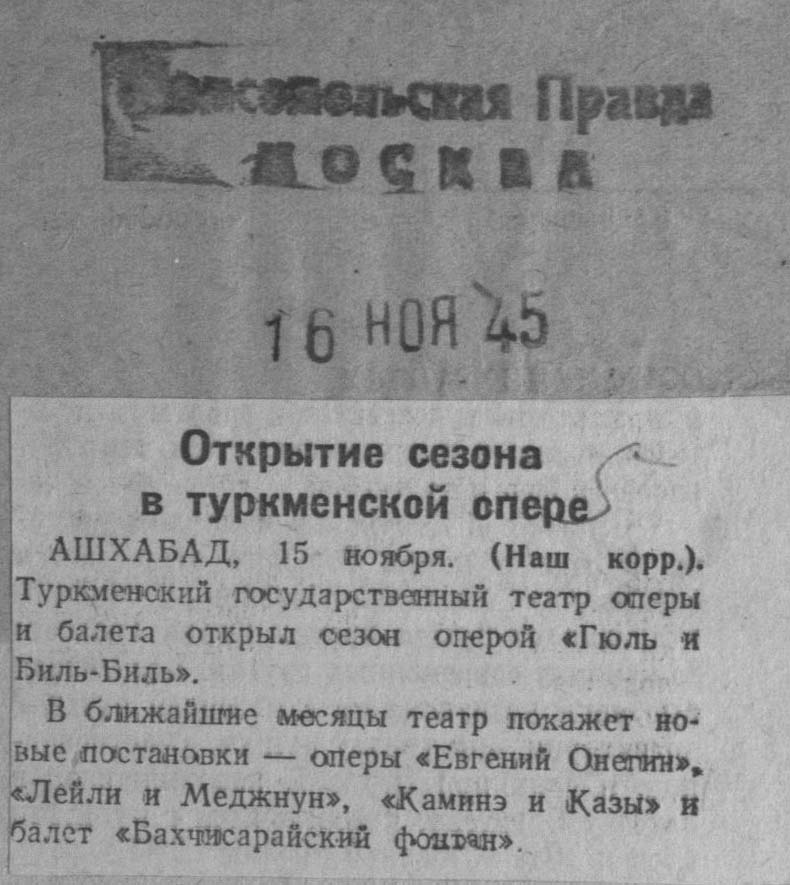 Комсомольская Правда
МОСКВА
16 НОЯ 45
Открытие сезона
в туркменской опере
АШХАБАД, 15 ноября. (Наш корр.).
Туркменский государственный театр оперы
и балета открыл сезон оперой «Гюль и
Биль-Биль».
В ближайшие месяцы театр покажет но-
вые постановки — оперы «Евгений Онегин»,
«Лейли и Меджнун», «Каминэ и Казы» и
балет «Бахчисарайский фонтан».